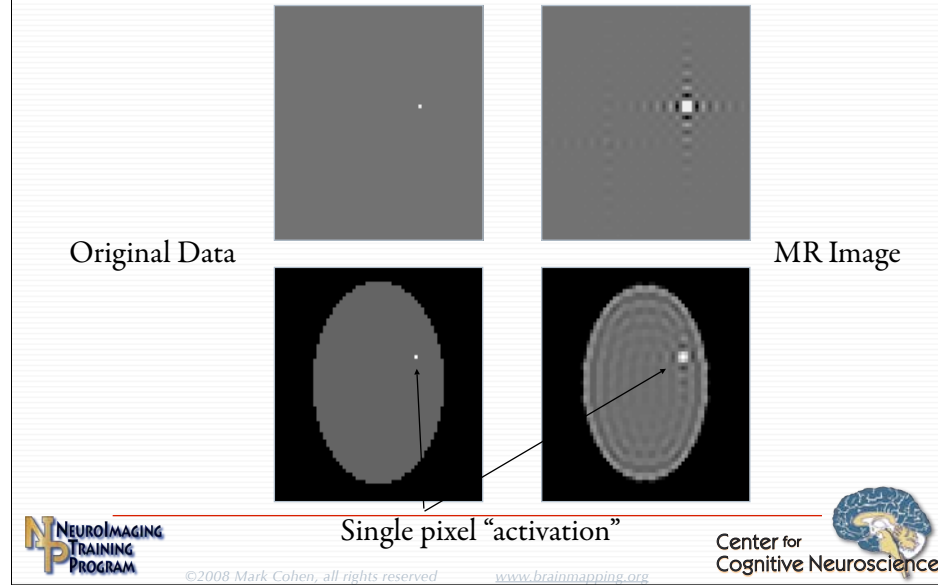 Original Data
MR Image
Single pixel “activation”
NP
NEUROIMAGING
TRAINING
PROGRAM
©2008 Mark Cohen, all rights reserved www.brainmapping.org
Center for
Cognitive Neuroscience